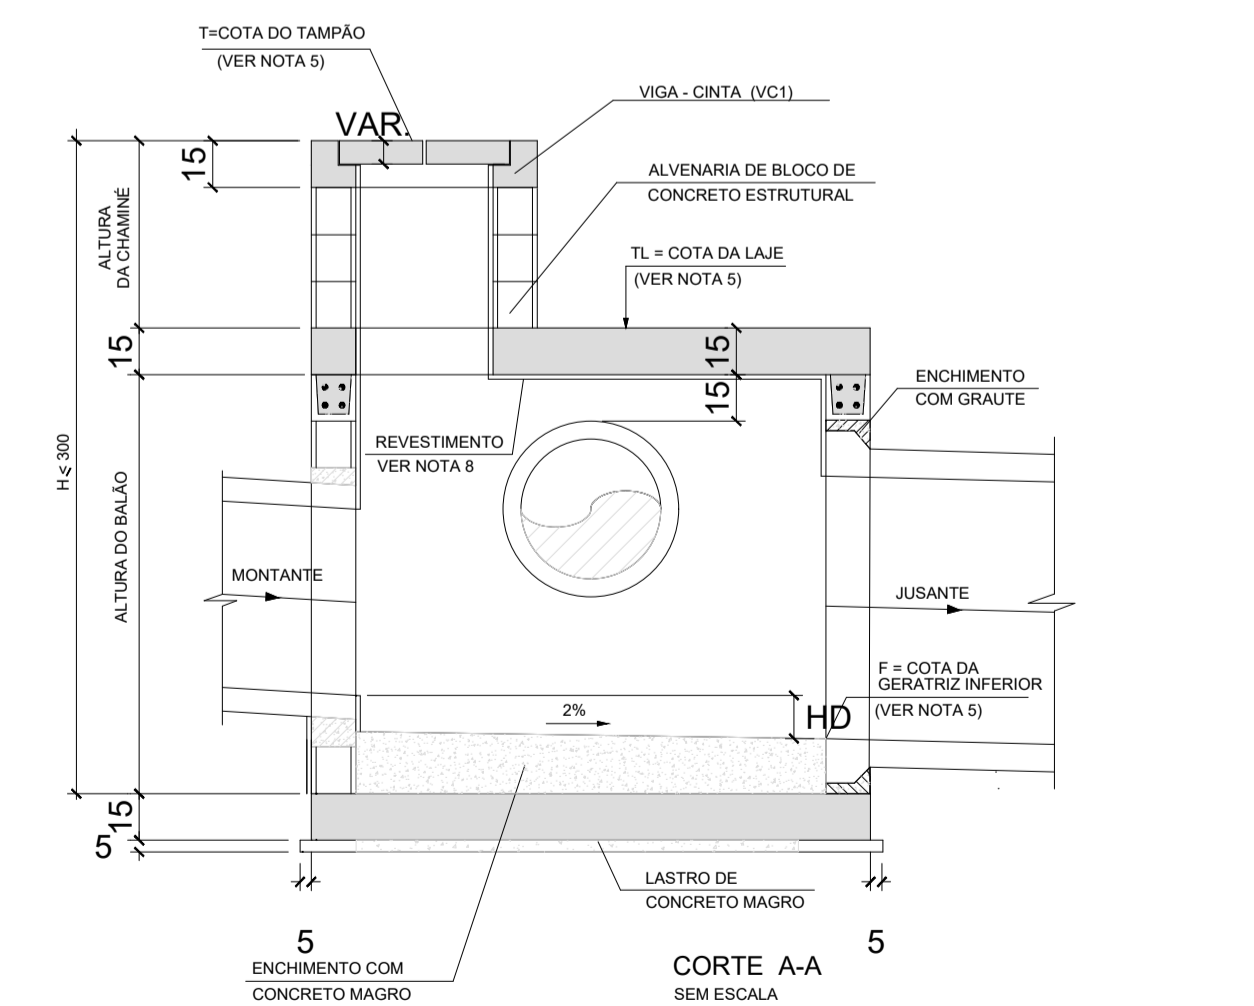 T=COTA DO TAMPÃO
(VER NOTA 5)
VIGA - CINTA (VC1)
VAR.
15
ALVENARIA DE BLOCO DE
CONCRETO ESTRUTURAL
ALTURA
DA CHAMINÉ
TL = COTA DA LAJE
(VER NOTA 5)
15
15
15
ENCHIMENTO
COM GRAUTE
REVESTIMENTO
VER NOTA 8
H⩽ 300
ALTURA DO BALÃO
MONTANTE
JUSANTE
F = COTA DA
GERATRIZ INFERIOR
(VER NOTA 5)
2%
HD
15
5
LASTRO DE
CONCRETO MAGRO
5
5
ENCHIMENTO COM
CONCRETO MAGRO
CORTE A-A
SEM ESCALA